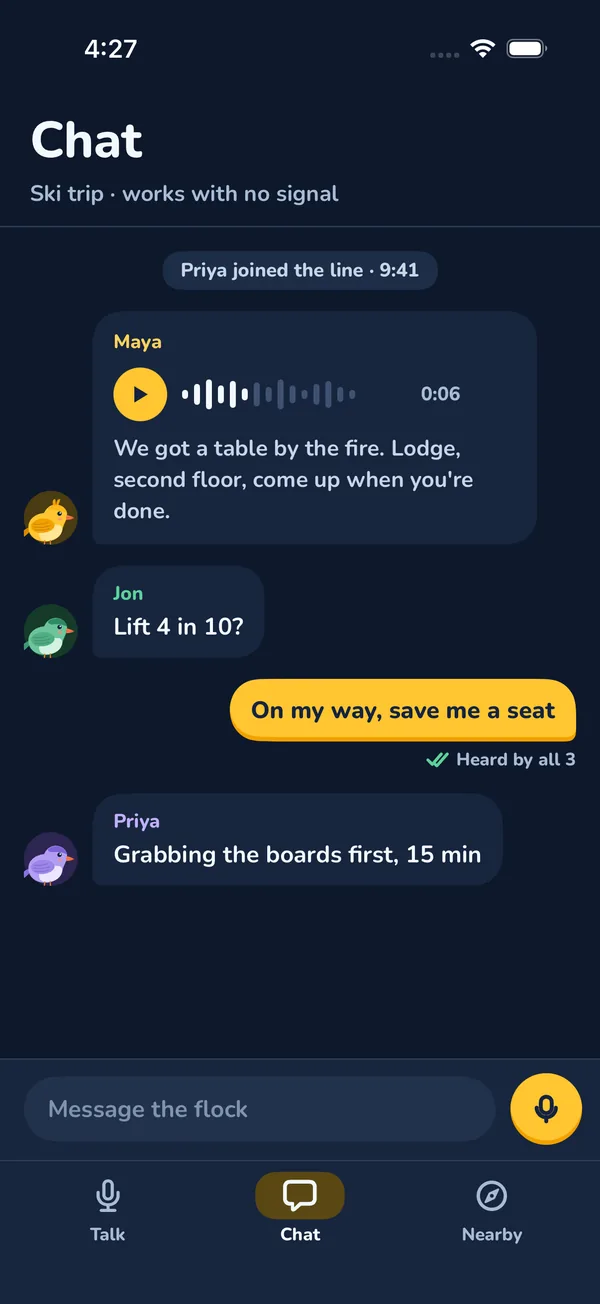 4:27
Chat
Ski trip · works with no signal
Priya joined the line · 9:41
Maya
0:06
We got a table by the fire. Lodge,
second floor, come up when you're
done.
Jon
Lift 4 in 10?
On my way, save me a seat
Heard by all 3
Priya
Grabbing the boards first, 15 min
Message the flock
Talk
Chat
Nearby